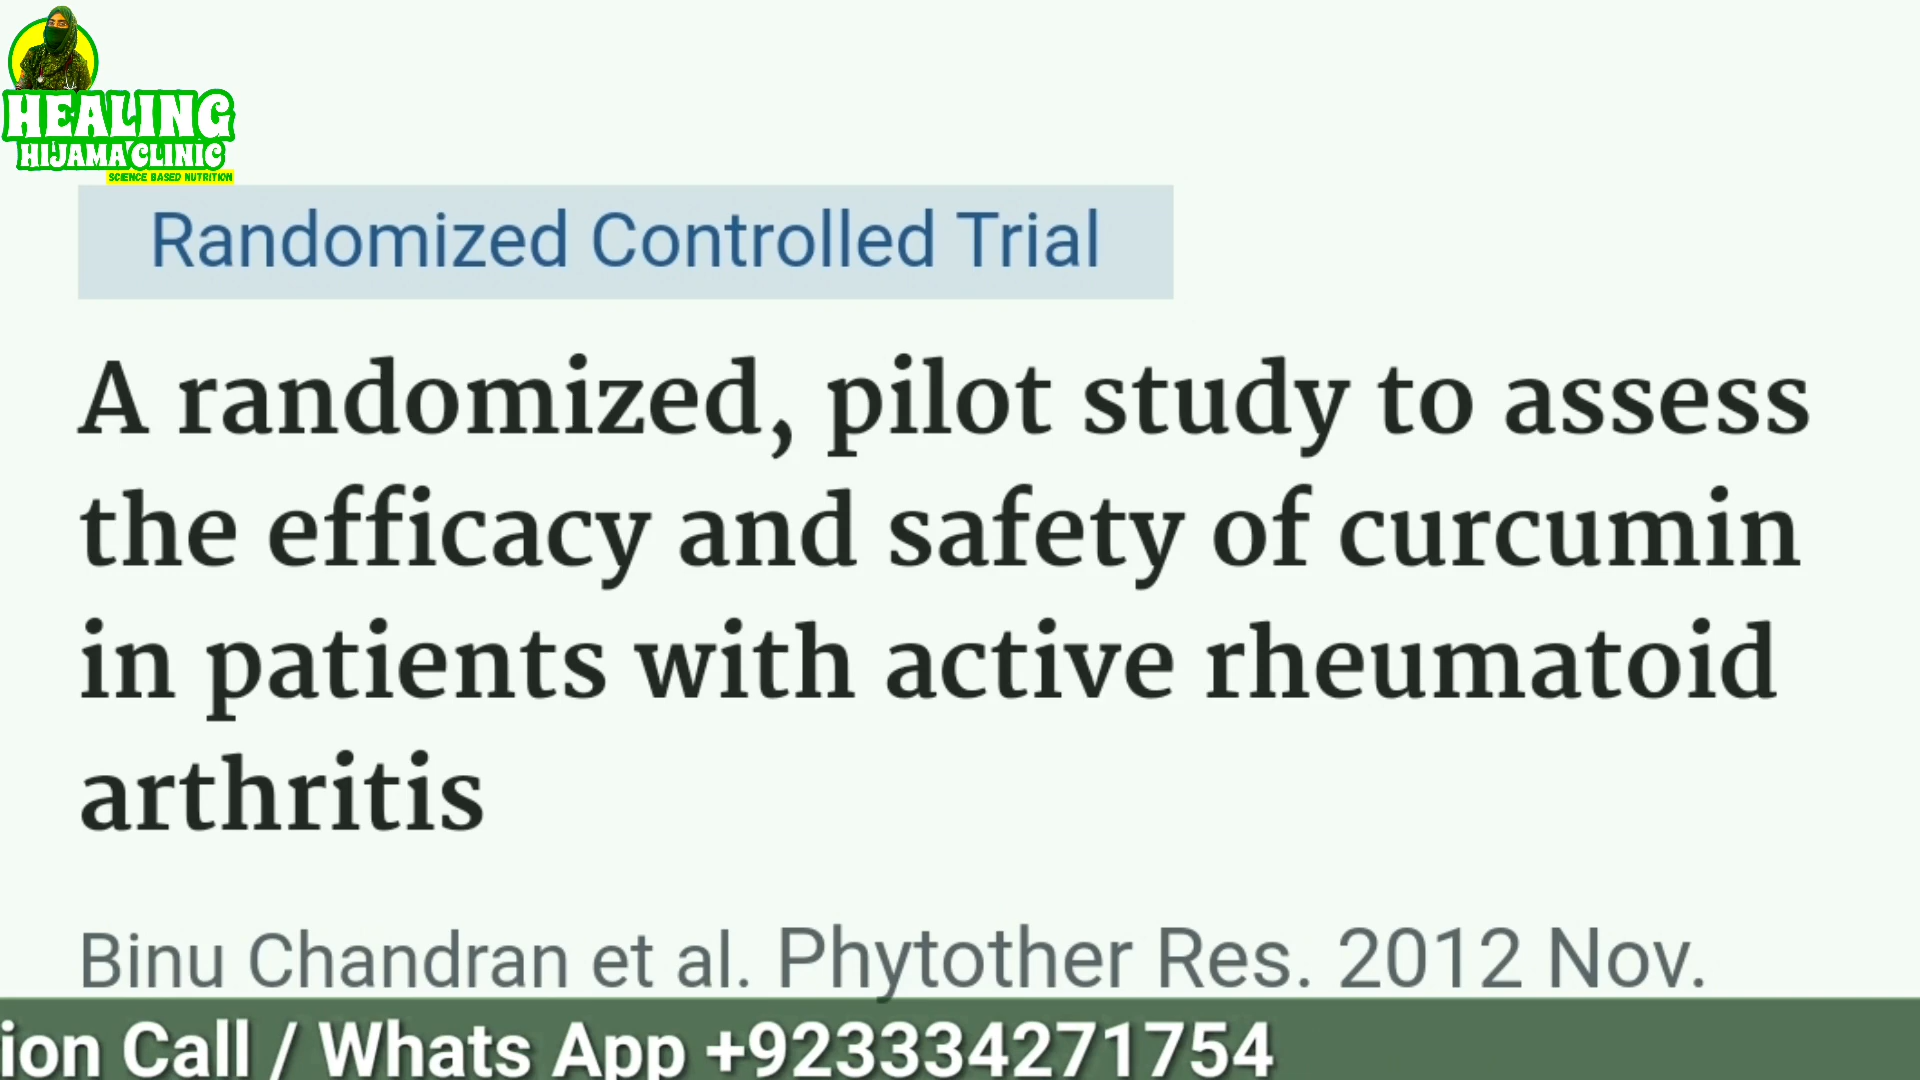 HEALING
HIJAMA CLINIC
SCIENCE BASED NUTRITION
Randomized Controlled Trial
A randomized, pilot study to assess
the efficacy and safety of curcumin
in patients with active rheumatoid
arthritis
Binu Chandran et al. Phytother Res. 2012 Nov.
ion Call / Whats App +923334271754